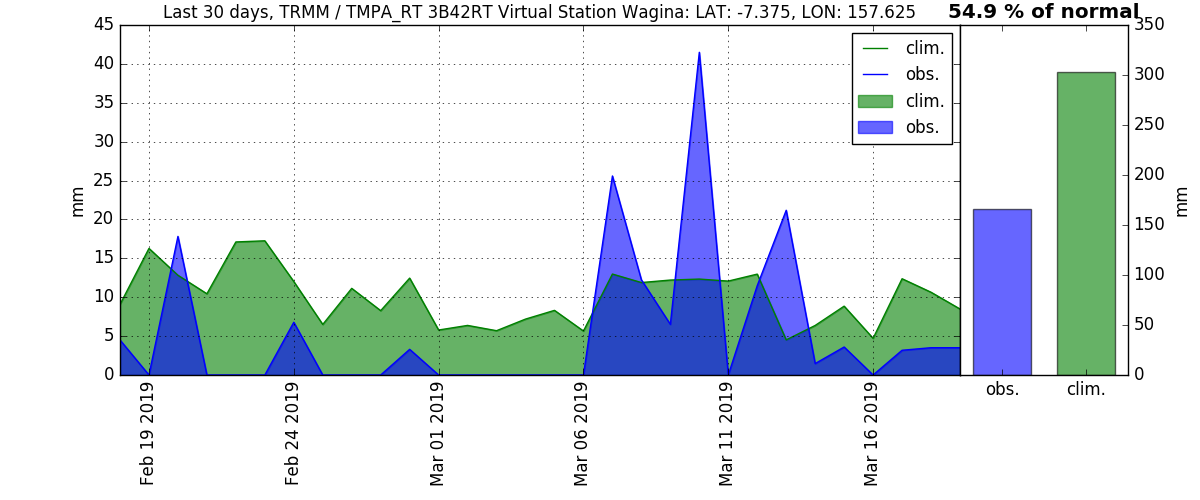 Last 30 days, TRMM / TMPA_RT 3B42RT Virtual Station Wagina: LAT: -7.375, LON: 157.625
54.9 % of normal
mm
45
40
35
30
25
20
15
10
5
0
clim.
obs.
clim.
obs.
Feb 19 2019
Feb 24 2019
Mar 01 2019
Mar 06 2019
Mar 11 2019
Mar 16 2019
350
300
250
200
150
100
50
0
mm
obs.
clim.